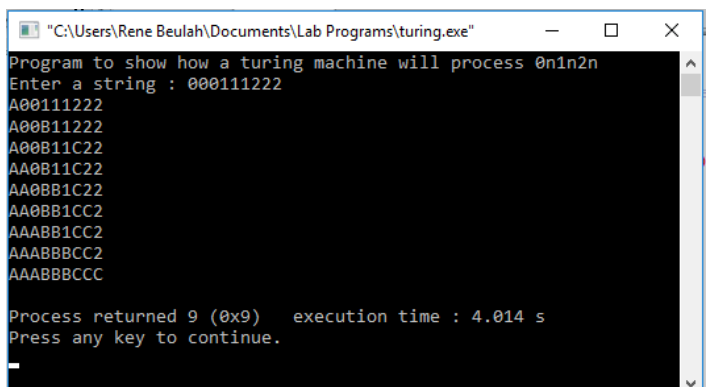 "C:\Users\Rene Beulah\Documents\Lab Programs\turing.exe"
Program to show how a turing machine will process 0n1n2n
Enter a string : 000111222
A00111222
A00B11222
A00B11C22
AA0B11C22
AA0BB1C22
AA0BB1CC2
AAABB1CC2
AAABBBCC2
AAABBBCCC
Process returned 9 (0x9)   execution time : 4.014 s
Press any key to continue.